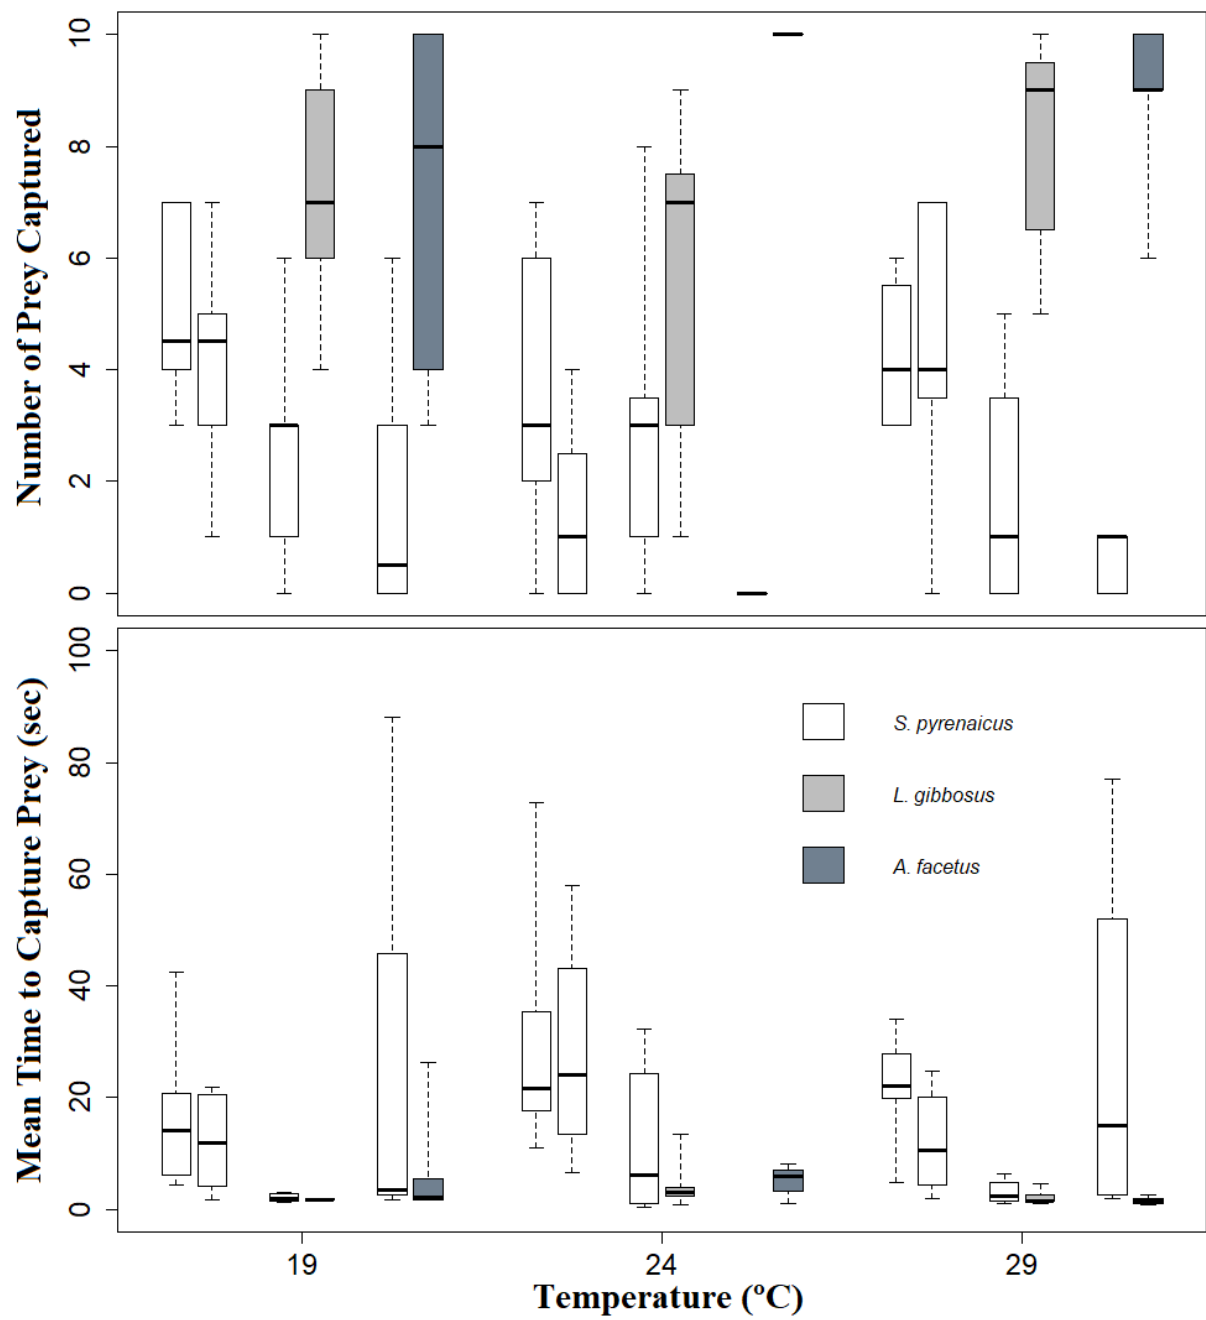 Number of Prey Captured
10
8
6
4
2
0
Mean Time to Capture Prey (sec)
100
80
60
40
20
0
S. pyrenaicus
L. gibbosus
A. facetus
19
24
29
Temperature (ºC)